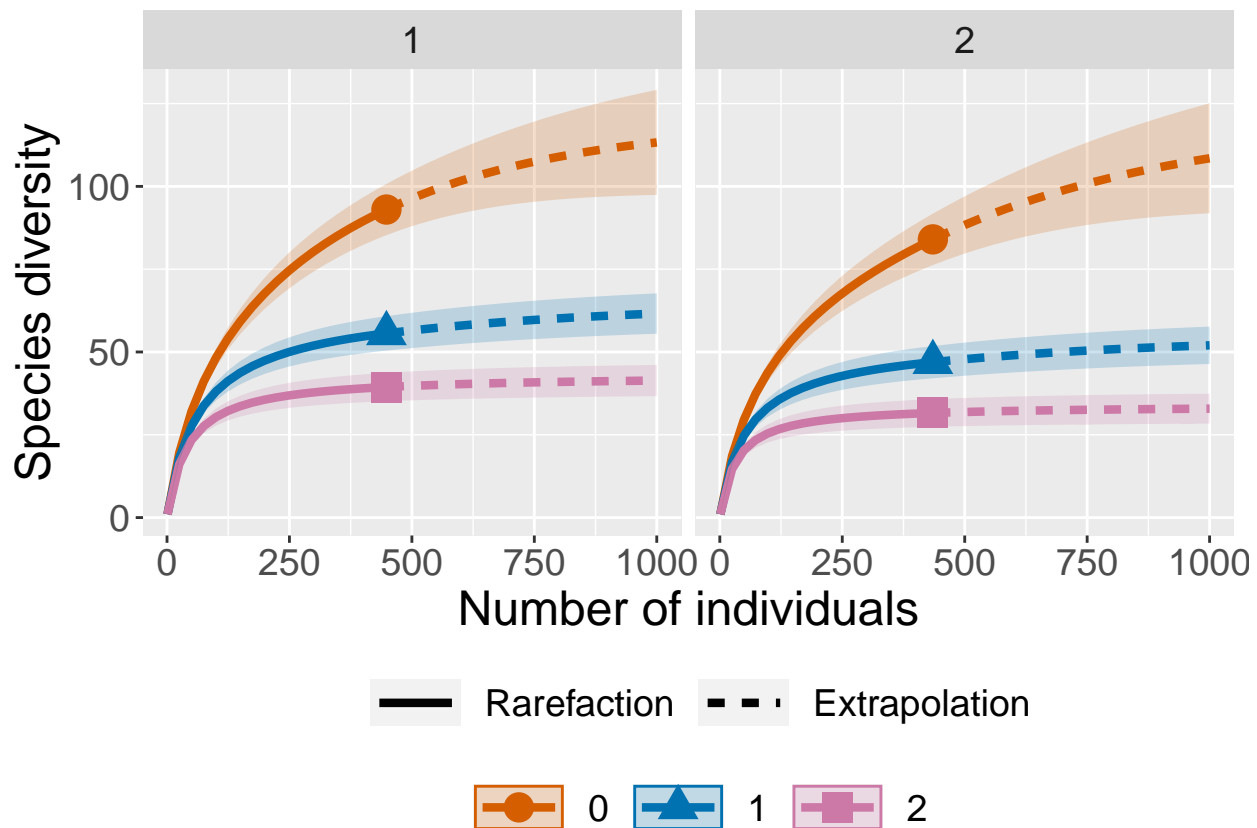 1 2
Species diversity
100
50
0
0 250 500 750 1000 0 250 500 750 1000
Number of individuals
Rarefaction Extrapolation
0 1 2